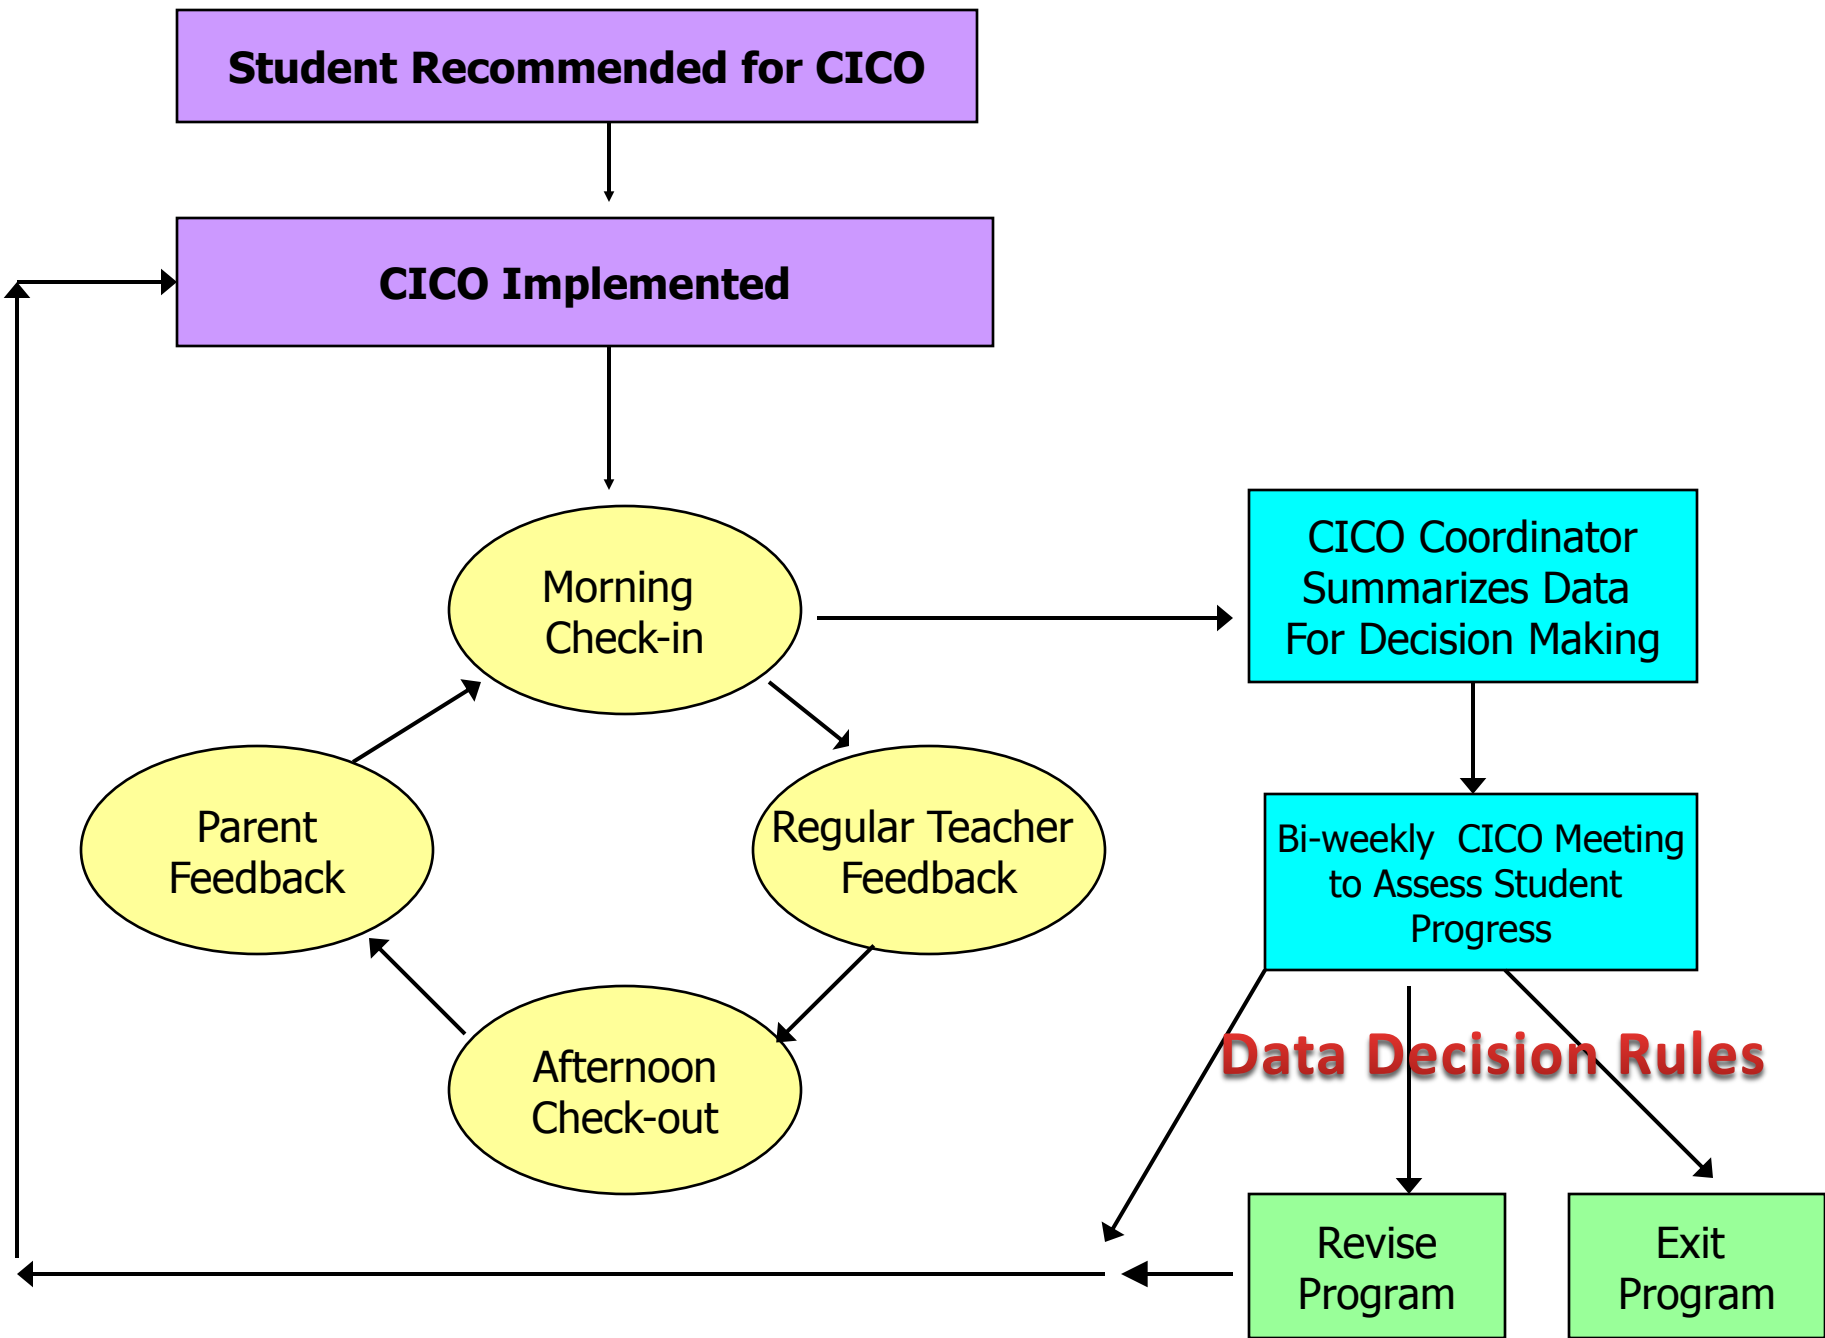 Student Recommended for CICO
CICO Implemented
Morning
Check-in
CICO Coordinator
Summarizes Data
For Decision Making
Parent
Feedback
Regular Teacher
Feedback
Bi-weekly  CICO Meeting
to Assess Student
Progress
Afternoon
Check-out
Data Decision Rules
Revise
Program
Exit
Program